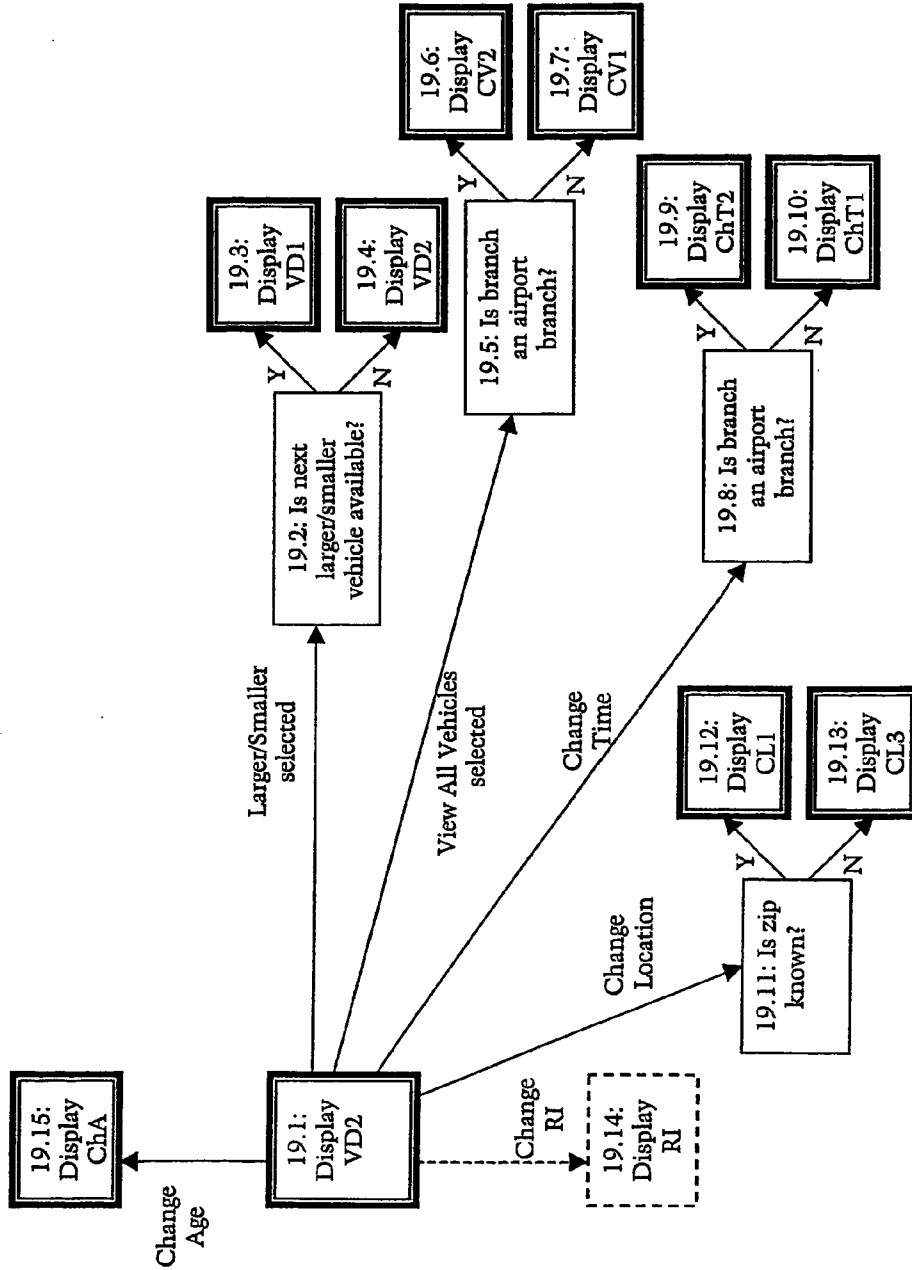 19.15:
Display
ChA
Change
Age
19.1:
Display
VD2
Change
RI
19.14:
Display
RI
Larger/Smaller
selected
19.2: Is next
larger/smaller
vehicle available?
Y
N
19.3:
Display
VD1
19.4:
Display
VD2
View All Vehicles
selected
19.5: Is branch
an airport
branch?
Y
N
19.6:
Display
CV2
19.7:
Display
CV1
Change
Time
19.8: Is branch
an airport
branch?
Y
N
19.9:
Display
ChT2
19.10:
Display
ChT1
Change
Location
19.11: Is zip
known?
Y
N
19.12:
Display
CL1
19.13:
Display
CL3